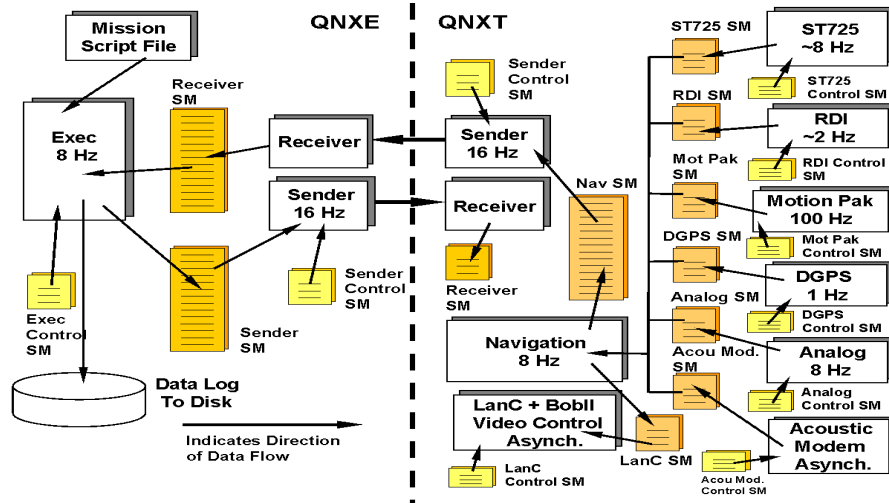 Mission
Script File
QNXE
QNXT
Receiver
SM
Exec
8 Hz
Receiver
Sender
16 Hz
Exec
Control
SM
Sender
SM
Sender
Control
SM
Data Log
To Disk
Indicates Direction
of Data Flow
Sender
Control
SM
Sender
16 Hz
Receiver
Receiver
SM
Nav SM
Navigation
8 Hz
LanC + BobII
Video Control
Asynch.
LanC
Control SM
LanC SM
ST725 SM
ST725
~8 Hz
ST725
Control SM
RDI SM
RDI
~2 Hz
RDI Control
SM
Mot Pak
SM
Motion Pak
100 Hz
Mot Pak
Control SM
DGPS SM
DGPS
1 Hz
DGPS
Control SM
Analog SM
Analog
8 Hz
Analog
Control SM
Acou Mod.
SM
Acoustic
Modem
Asynch.
Acou Mod.
Control SM